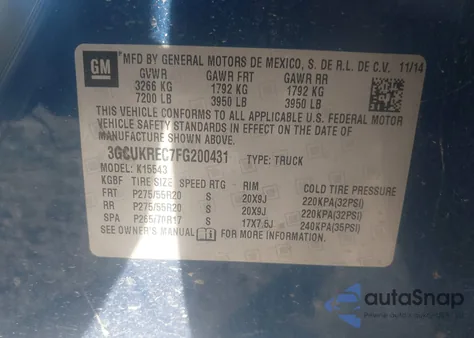 GM
*MFD BY GENERAL MOTORS DE MEXICO, S. DE R.L. DE C.V. 11/14
GVWR GAWR FRT GAWR RR
3266 KG 1792 KG 1792 KG
7200 LB 3950 LB 3950 LB
THIS VEHICLE CONFORMS TO ALL APPLICABLE U.S. FEDERAL MOTOR
VEHICLE SAFETY STANDARDS IN EFFECT ON THE DATE OF
MANUFACTURE SHOWN ABOVE.
3GCUKREC7FG200431 TYPE: TRUCK
MODEL: K15543
KGBF TIRE SIZE SPEED RTG RIM COLD TIRE PRESSURE
FRT P275/55R20 S 20X9J 220KPA(32PSI)
RR P275/55R20 S 20X9J 220KPA(32PSI)
SPA P265/70R17 S 17X7.5J 240KPA(35PSI)
SEE OWNER'S MANUAL FOR MORE INFORMATION.
autoSnap